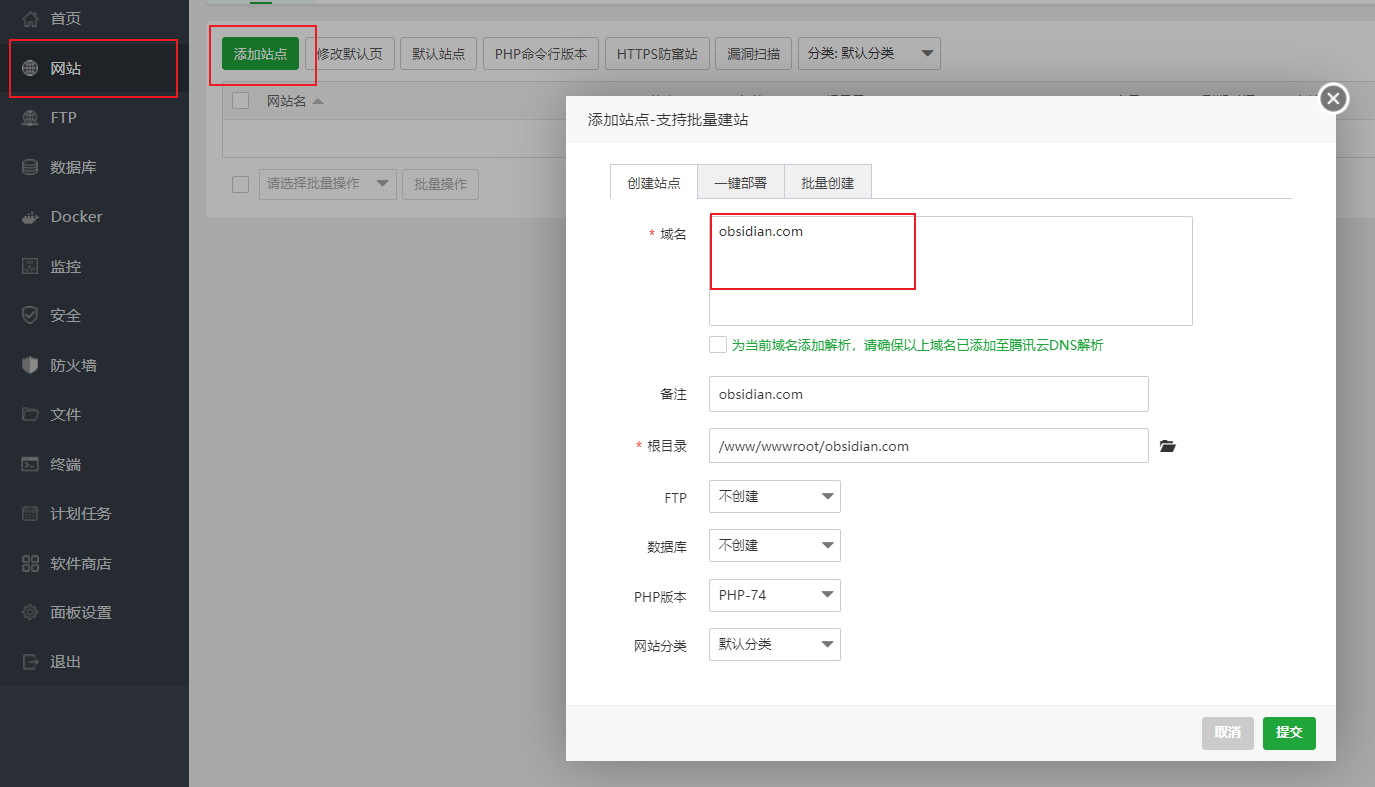 首页
网站
FTP
数据库
Docker
监控
安全
防火墙
文件
终端
计划任务
软件商店
面板设置
退出
添加站点 修改默认页 默认站点 PHP命令行版本 HTTPS防窜站 漏洞扫描 分类: 默认分类
网站名
请选择批量操作 批量操作
添加站点-支持批量建站
创建站点 一键部署 批量创建
* 域名 obsidian.com
为当前域名添加解析，请确保以上域名已添加至腾讯云DNS解析
备注 obsidian.com
* 根目录 /www/wwwroot/obsidian.com
FTP 不创建
数据库 不创建
PHP版本 PHP-74
网站分类 默认分类
取消 提交